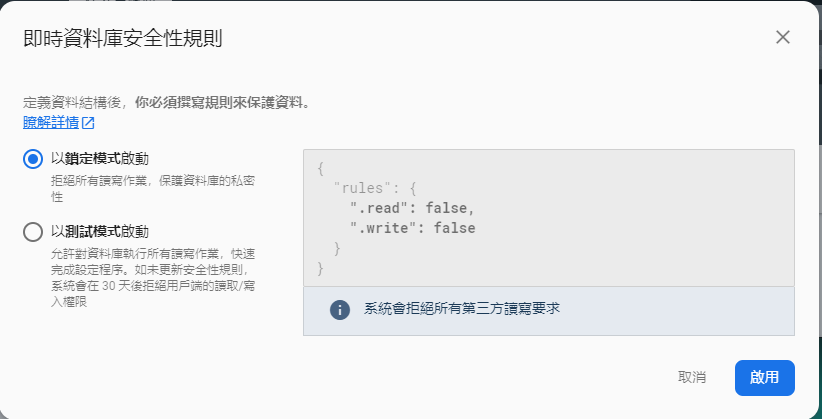 即時資料庫安全性規則
定義資料結構後，你必須撰寫規則來保護資料。
瞭解詳情
以鎖定模式啟動
拒絕所有讀寫作業，保護資料庫的私密
性
以測試模式啟動
允許對資料庫執行所有讀寫作業，快速
完成設定程序。如未更新安全性規則，
系統會在 30 天後拒絕用戶端的讀取/寫
入權限
{
"rules": {
".read": false,
".write": false
}
}
系統會拒絕所有第三方讀寫要求
取消
啟用